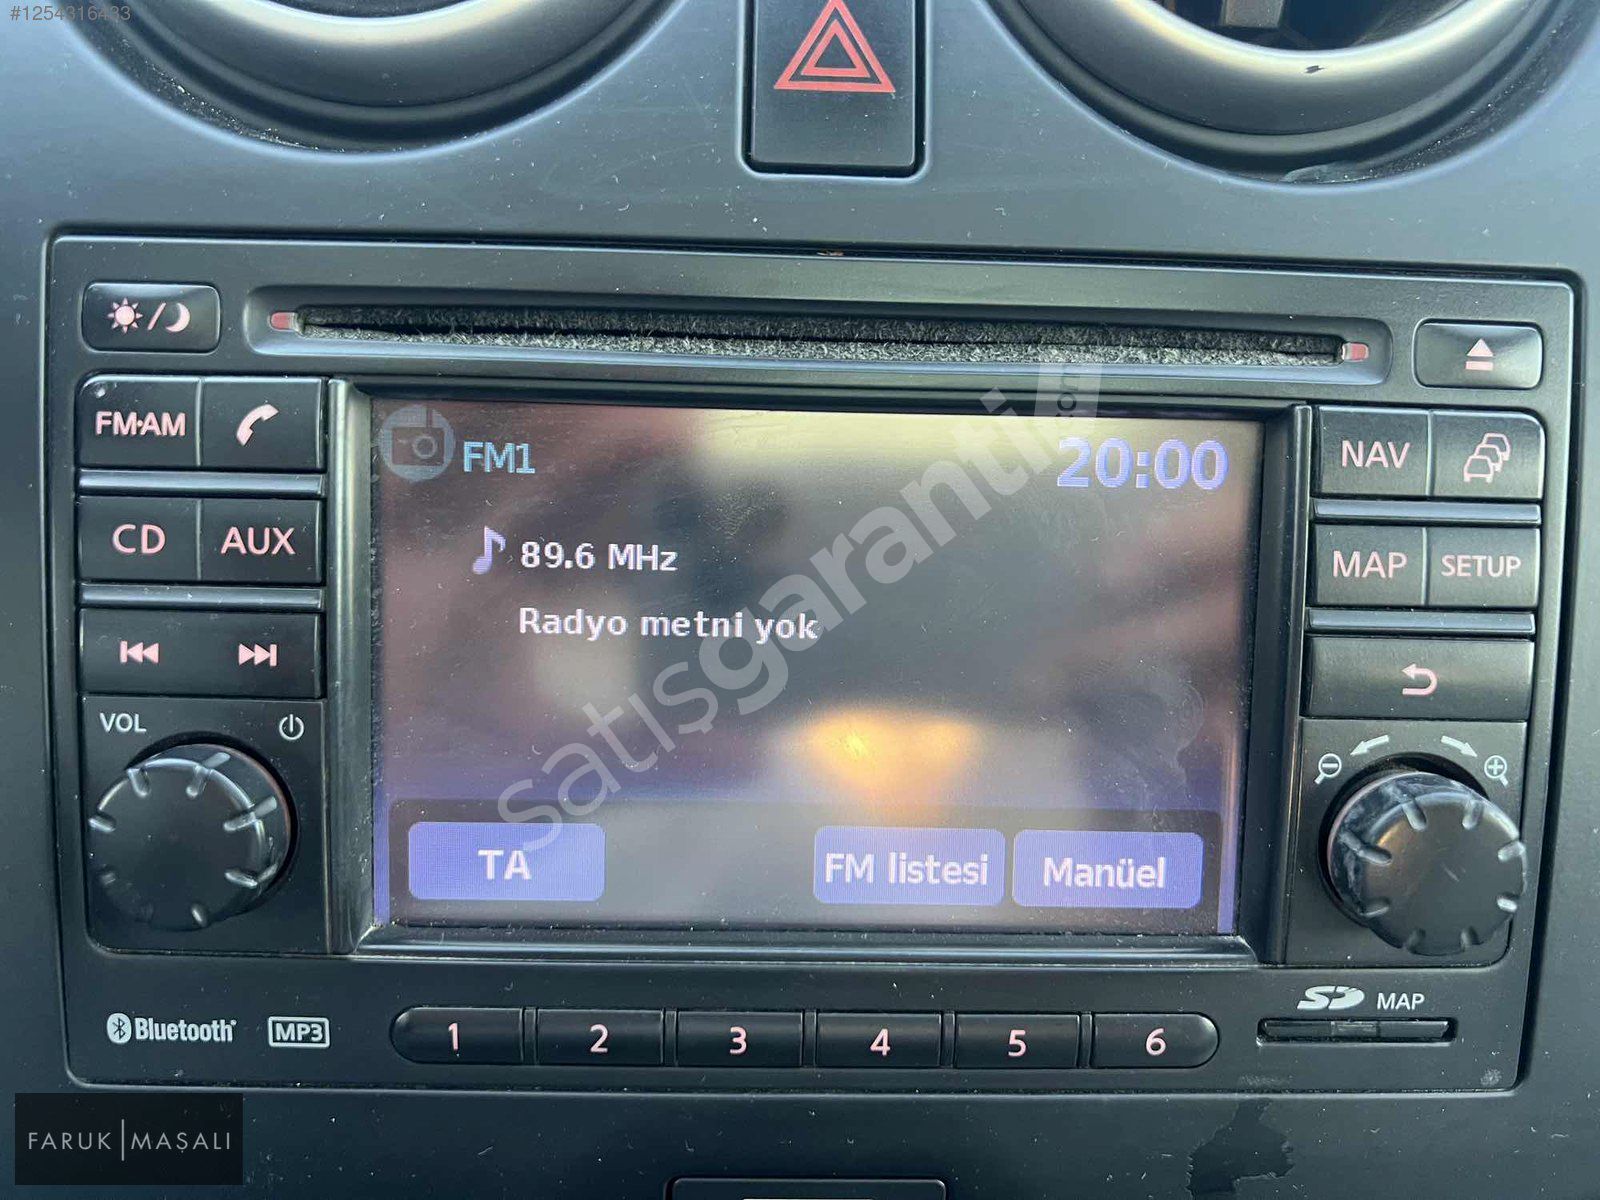 #1254316433
FM•AM
CD
AUX
VOL
FM1
20:00
89.6 MHz
Radyo metni yok
TA
FM listesi
Manüel
NAV
MAP
SETUP
Bluetooth
MP3
1
2
3
4
5
6
SD MAP
satışgaranti
FARUK|MAŞALI